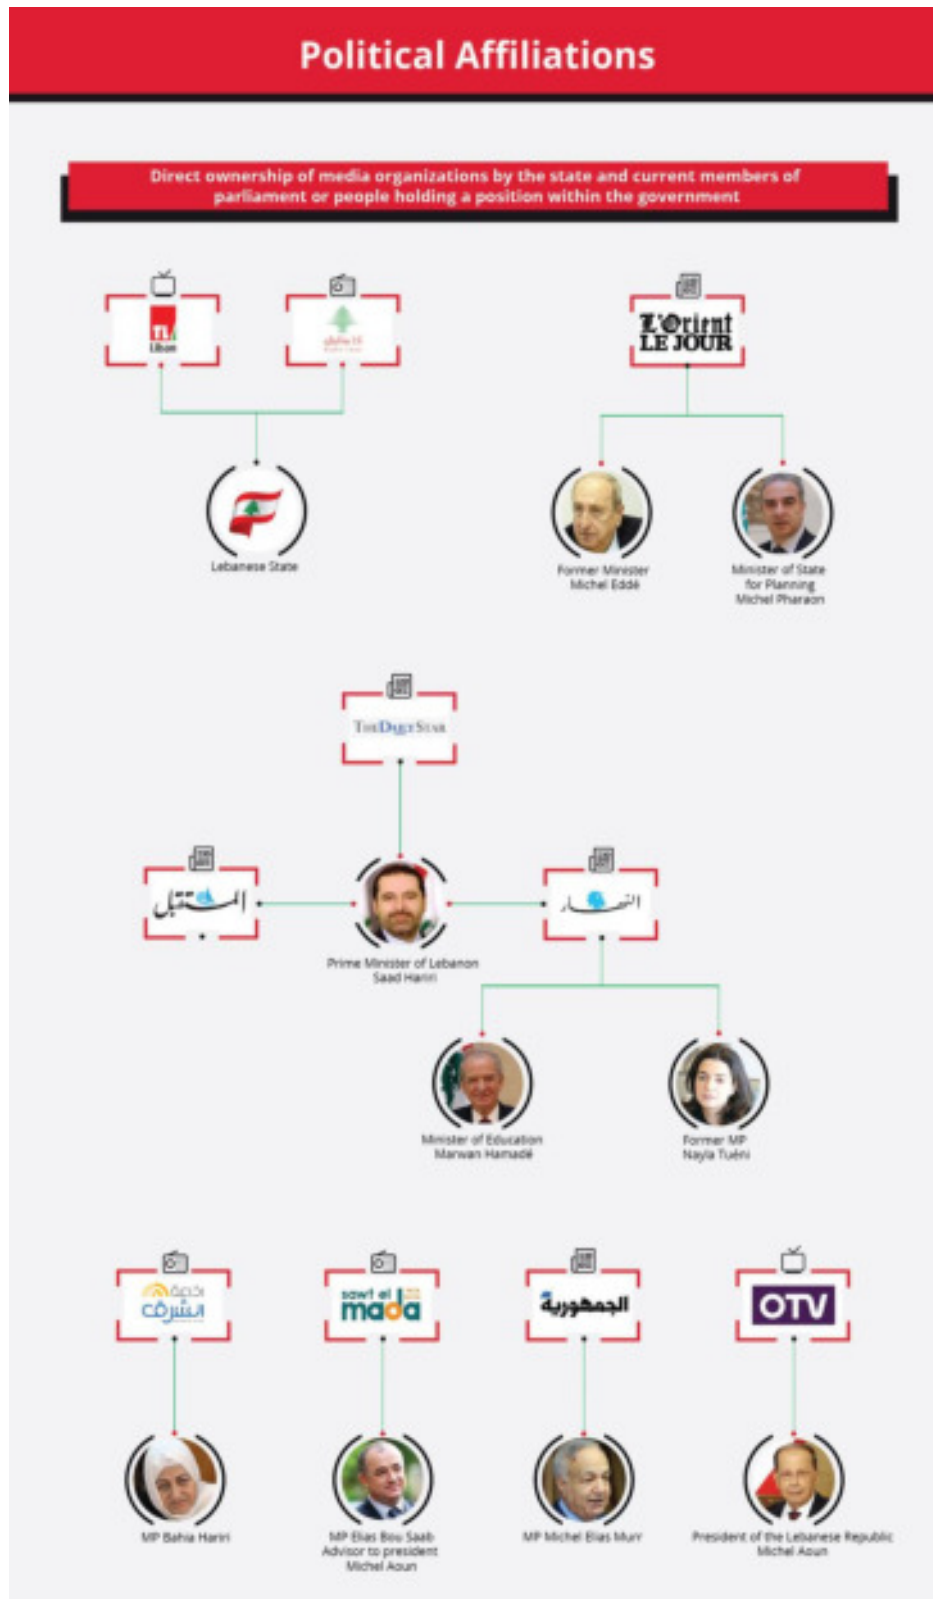 Political Affiliations
Direct ownership of media organizations by the state and current members of
parliament or people holding a position within the government
TL
Liban
L'Orient
LE JOUR
Lebanese State
Former Minister
Michel Eddé
Minister of State
for Planning
Michel Pharaon
THE DAILY STAR
المستقبل
النهار
Prime Minister of Lebanon
Saad Hariri
Minister of Education
Marwan Hamadé
Former MP
Nayla Tuéni
إذاعة
الشرق
sawt el
mada
الجمهورية
OTV
MP Bahia Hariri
MP Elias Bou Saab
Advisor to president
Michel Aoun
MP Michel Elias Murr
President of the Lebanese Republic
Michel Aoun